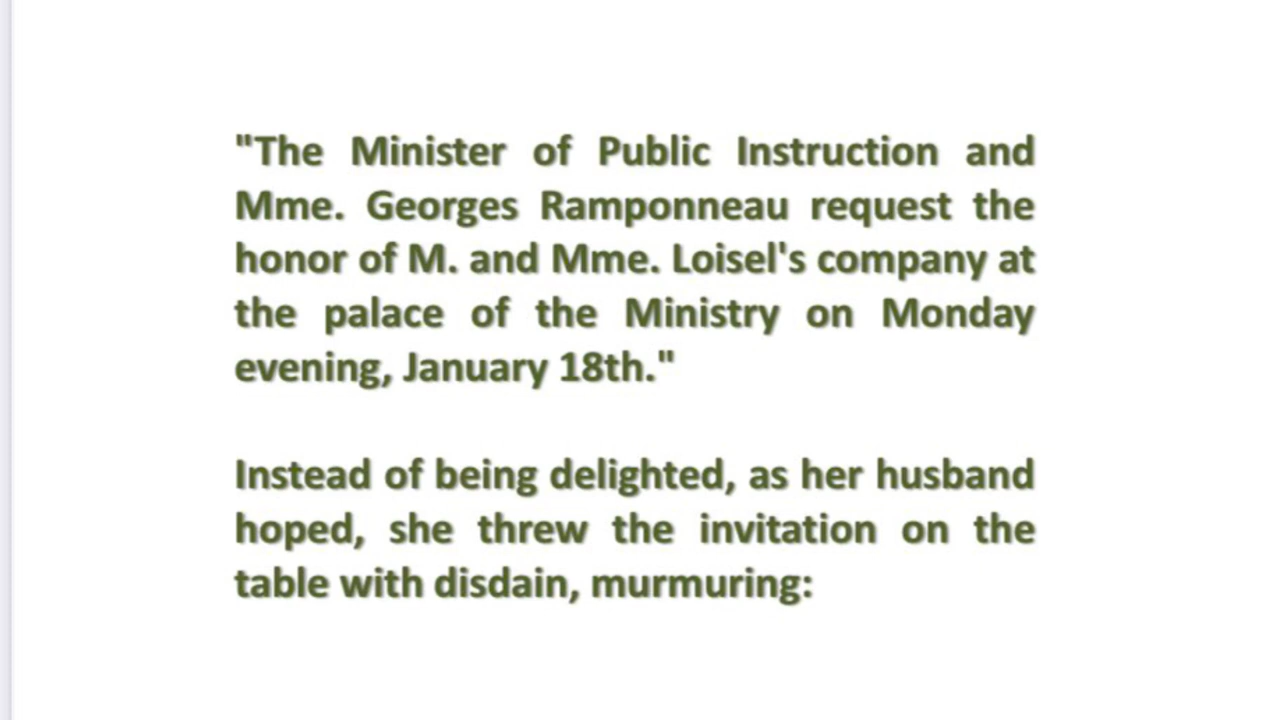 "The Minister of Public Instruction and
Mme. Georges Ramponneau request the
honor of M. and Mme. Loisel's company at
the palace of the Ministry on Monday
evening, January 18th."
Instead of being delighted, as her husband
hoped, she threw the invitation on the
table with disdain, murmuring: